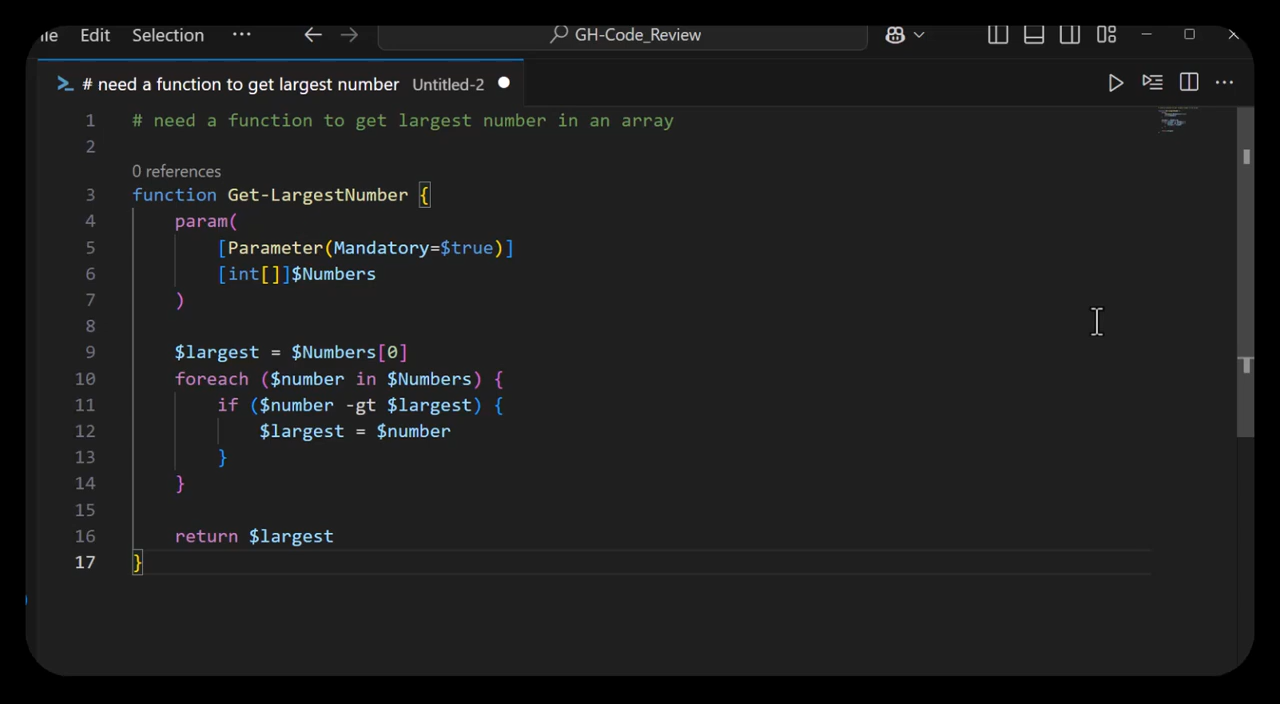 ile Edit Selection ... GH-Code_Review
# need a function to get largest number Untitled-2
1 # need a function to get largest number in an array
2
0 references
3 function Get-LargestNumber {
4     param(
5         [Parameter(Mandatory=$true)]
6         [int[]]$Numbers
7     )
8
9     $largest = $Numbers[0]
10     foreach ($number in $Numbers) {
11         if ($number -gt $largest) {
12             $largest = $number
13         }
14     }
15
16     return $largest
17 }